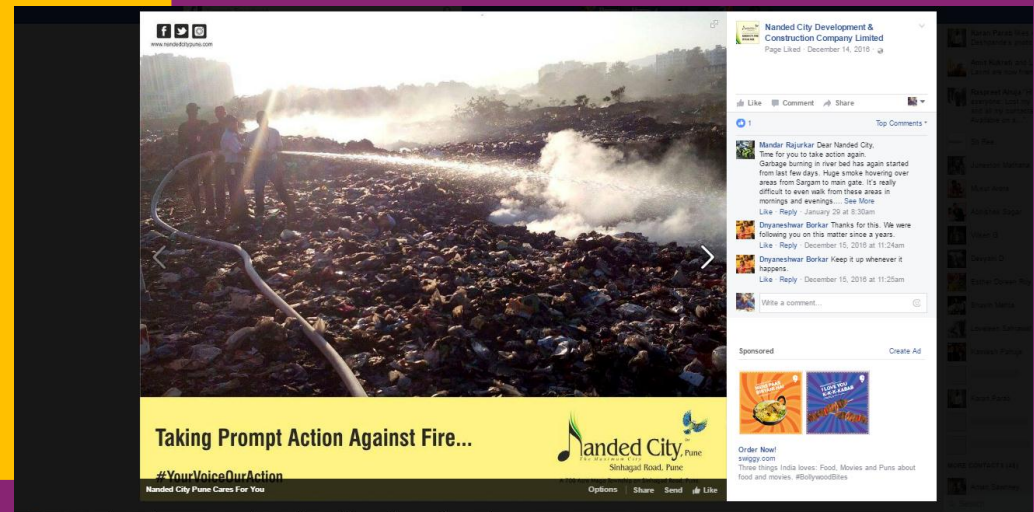 www.nandedcitypune.com
Taking Prompt Action Against Fire...
#YourVoiceOurAction
Nanded City, Pune
The Maximum City
Sinhagad Road, Pune
Nanded City Pune Cares For You
Options Share Send Like
Nanded City Development &
Construction Company Limited
Page Liked · December 14, 2016 ·
Like Comment Share
1
Top Comments
Mandar Rajurkar Dear Nanded City,
Time for you to take action again.
Garbage burning in river bed has again started
from last few days. Huge smoke hovering over
areas from Sargam to main gate. It's really
difficult to even walk from these areas in
mornings and evenings.... See More
Like · Reply · January 29 at 8:30am
Dnyaneshwar Borkar Thanks for this. We were
following you on this matter since a years.
Like · Reply · December 15, 2016 at 11:24am
Dnyaneshwar Borkar Keep it up whenever it
happens.
Like · Reply · December 15, 2016 at 11:25am
Write a comment...
Sponsored
Create Ad
I LOVE YOU
K-K-K-KABAB
Order Now!
swiggy.com
Three things India loves: Food, Movies and Puns about
food and movies. #BollywoodBites